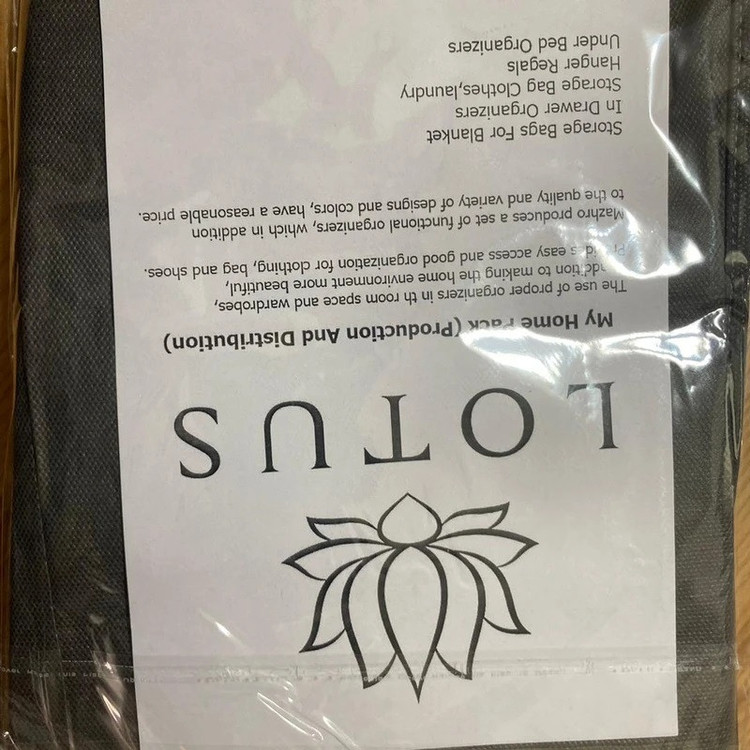 LOTUS
My Home Pack (Production And Distribution)
The use of proper organizers in th room space and wardrobes,
addition to making the home environment more beautiful,
easy access and good organization for clothing, bag and shoes.
Mazhro produces a set of functional organizers, which in addition
to the quality and variety of designs and colors, have a reasonable price.
Storage Bags For Blanket
In Drawer Organizers
Storage Bag Clothes,laundry
Hanger Regals
Under Bed Organizers